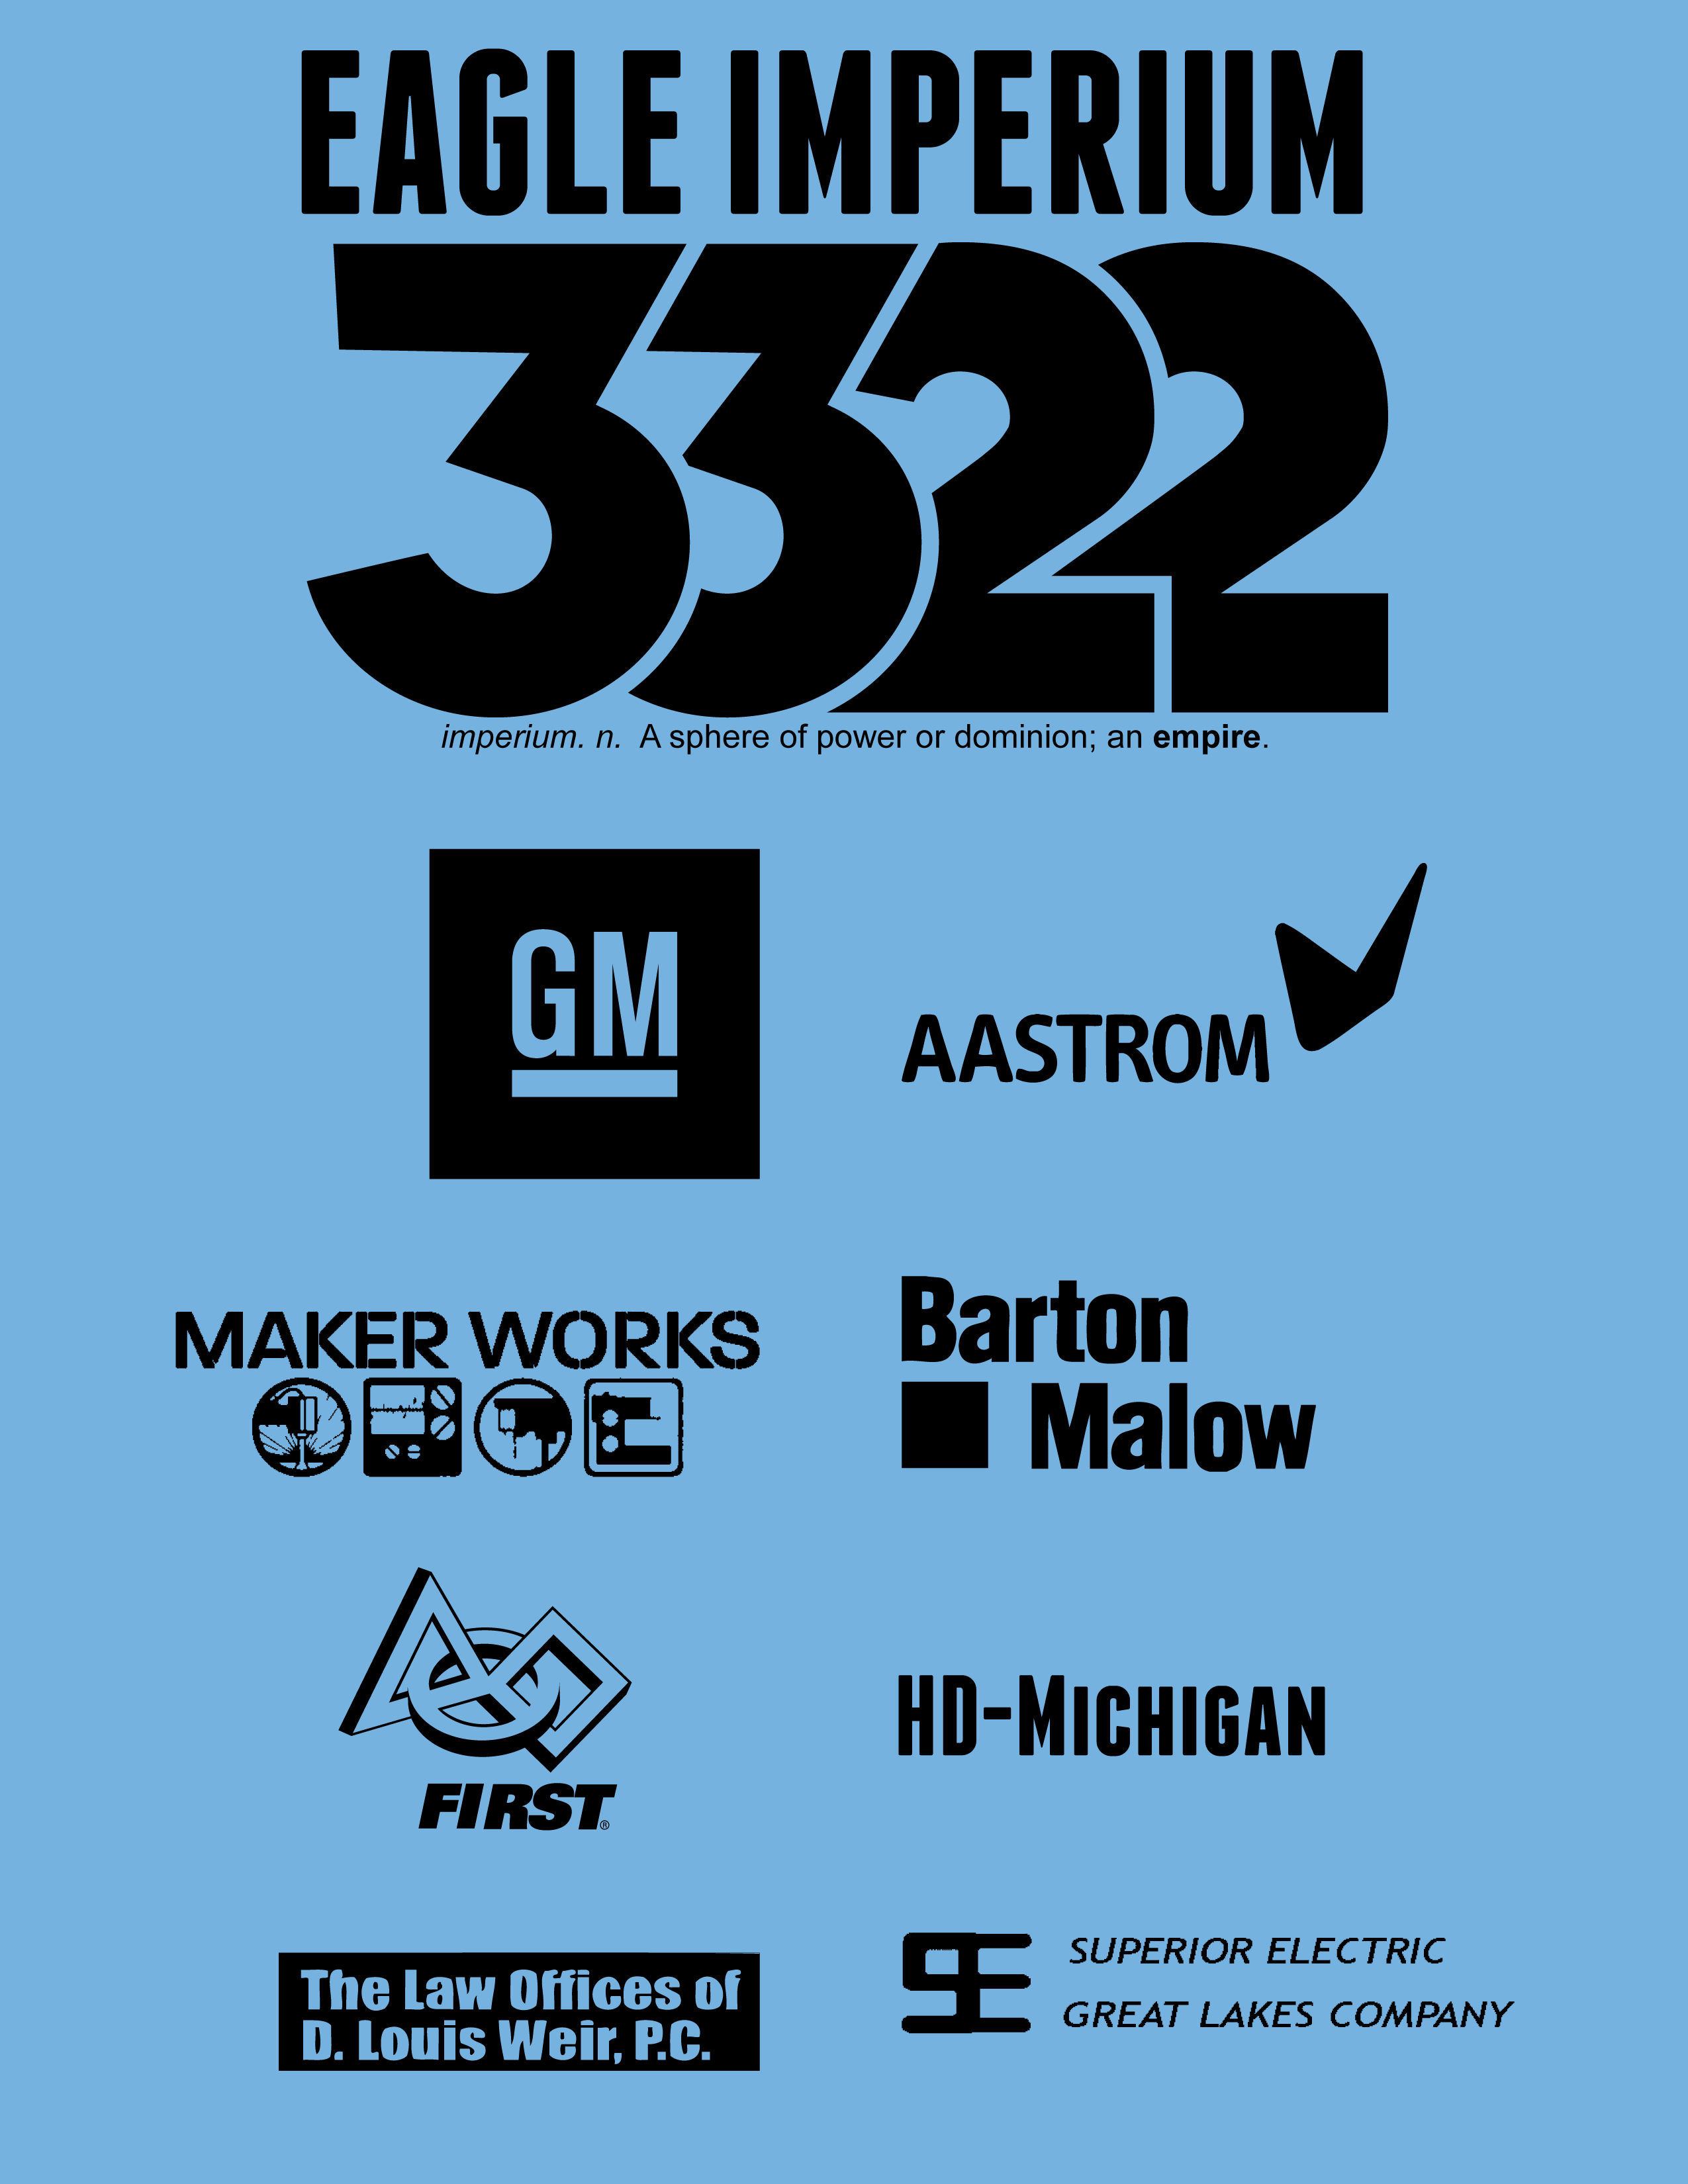 EAGLE IMPERIUM
3322
imperium. n. A sphere of power or dominion; an empire.
GM
AASTROM
MAKER WORKS
Barton
Malow
FIRST®
HD-MICHIGAN
The Law Offices of
D. Louis Weir, P.C.
SE
SUPERIOR ELECTRIC
GREAT LAKES COMPANY